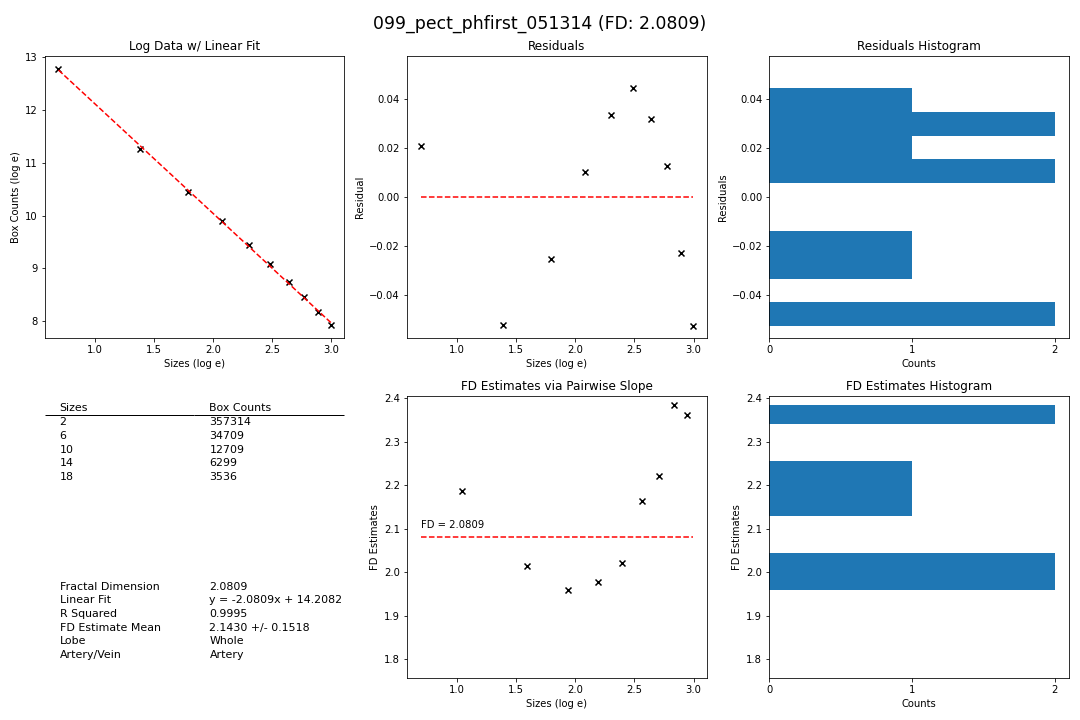 099_pect_phfirst_051314 (FD: 2.0809)
Log Data w/ Linear Fit
Box Counts (log e)
13
12
11
10
9
8
1.0 1.5 2.0 2.5 3.0
Sizes (log e)
Residuals
Residual
0.04
0.02
0.00
−0.02
−0.04
1.0 1.5 2.0 2.5 3.0
Sizes (log e)
Residuals Histogram
Residuals
0.04
0.02
0.00
−0.02
−0.04
0 1 2
Counts
Sizes Box Counts
2 357314
6 34709
10 12709
14 6299
18 3536
Fractal Dimension 2.0809
Linear Fit y = -2.0809x + 14.2082
R Squared 0.9995
FD Estimate Mean 2.1430 +/- 0.1518
Lobe Whole
Artery/Vein Artery
FD Estimates via Pairwise Slope
FD Estimates
2.4
2.3
2.2
2.1
2.0
1.9
1.8
FD = 2.0809
1.0 1.5 2.0 2.5 3.0
Sizes (log e)
FD Estimates Histogram
FD Estimates
2.4
2.3
2.2
2.1
2.0
1.9
1.8
0 1 2
Counts